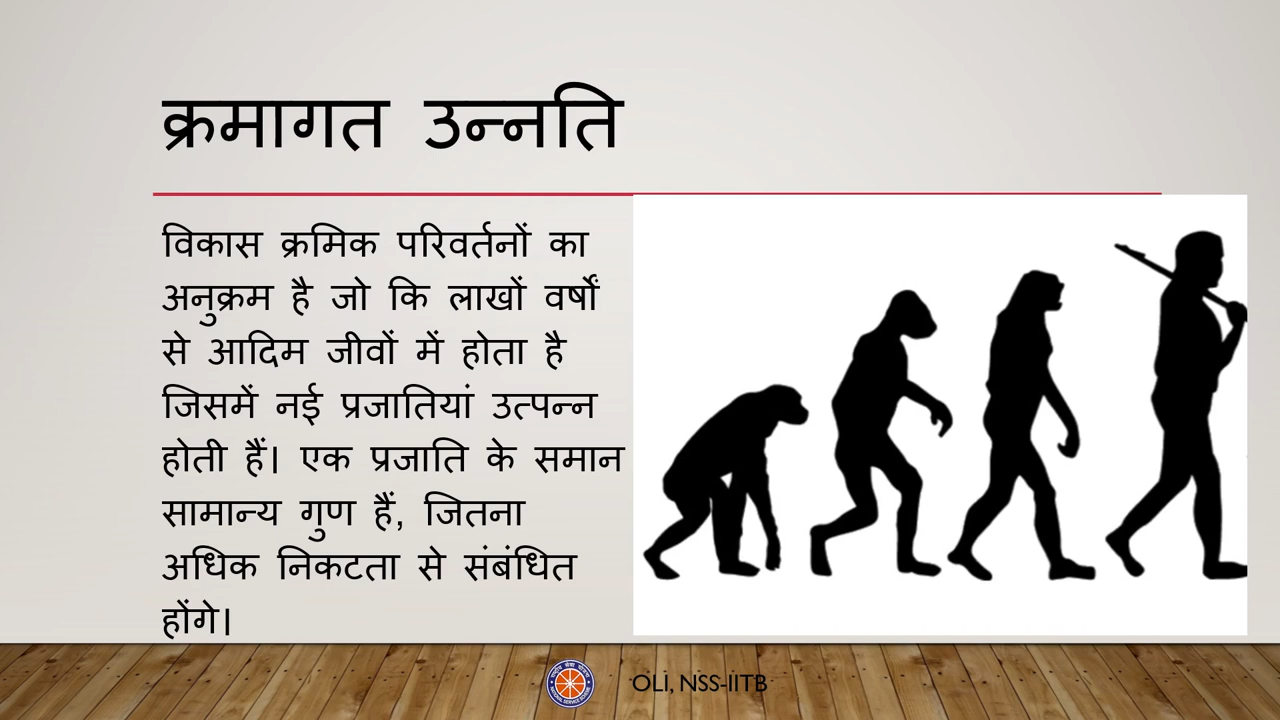 क्रमागत उन्नति
विकास क्रमिक परिवर्तनों का
अनुक्रम है जो कि लाखों वर्षों
से आदिम जीवों में होता है
जिसमें नई प्रजातियां उत्पन्न
होती हैं। एक प्रजाति के समान
सामान्य गुण हैं, जितना
अधिक निकटता से संबंधित
होंगे।
OLI, NSS-IITB